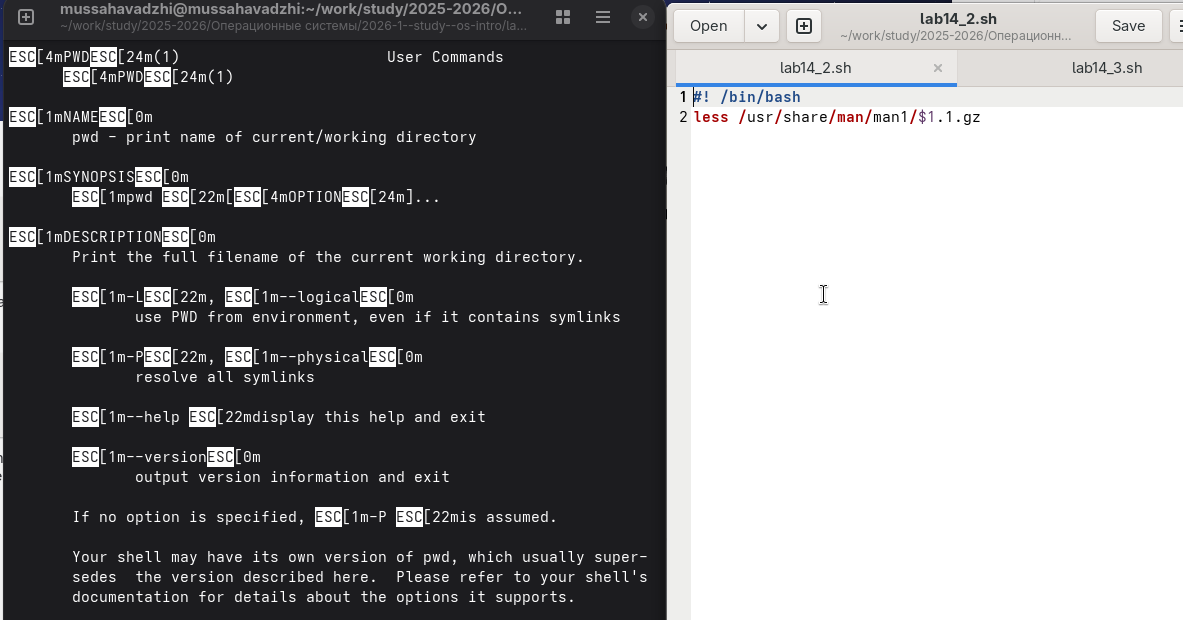 mussahavadzhi@mussahavadzhi:~/work/study/2025-2026/O...
~/work/study/2025-2026/Операционные системы/2026-1--study--os-intro/la...
ESC[4mPWDESC[24m(1) User Commands
ESC[4mPWDESC[24m(1)
ESC[1mNAMEESC[0m
pwd - print name of current/working directory
ESC[1mSYNOPSISESC[0m
ESC[1mpwd ESC[22m[ESC[4mOPTIONESC[24m]...
ESC[1mDESCRIPTIONESC[0m
Print the full filename of the current working directory.
ESC[1m-LESC[22m, ESC[1m--logicalESC[0m
use PWD from environment, even if it contains symlinks
ESC[1m-PESC[22m, ESC[1m--physicalESC[0m
resolve all symlinks
ESC[1m--help ESC[22mdisplay this help and exit
ESC[1m--versionESC[0m
output version information and exit
If no option is specified, ESC[1m-P ESC[22mis assumed.
Your shell may have its own version of pwd, which usually super-
sedes the version described here. Please refer to your shell's
documentation for details about the options it supports.
Open
lab14_2.sh
~/work/study/2025-2026/Операционн...
Save
lab14_2.sh
lab14_3.sh
1 #! /bin/bash
2 less /usr/share/man/man1/$1.1.gz